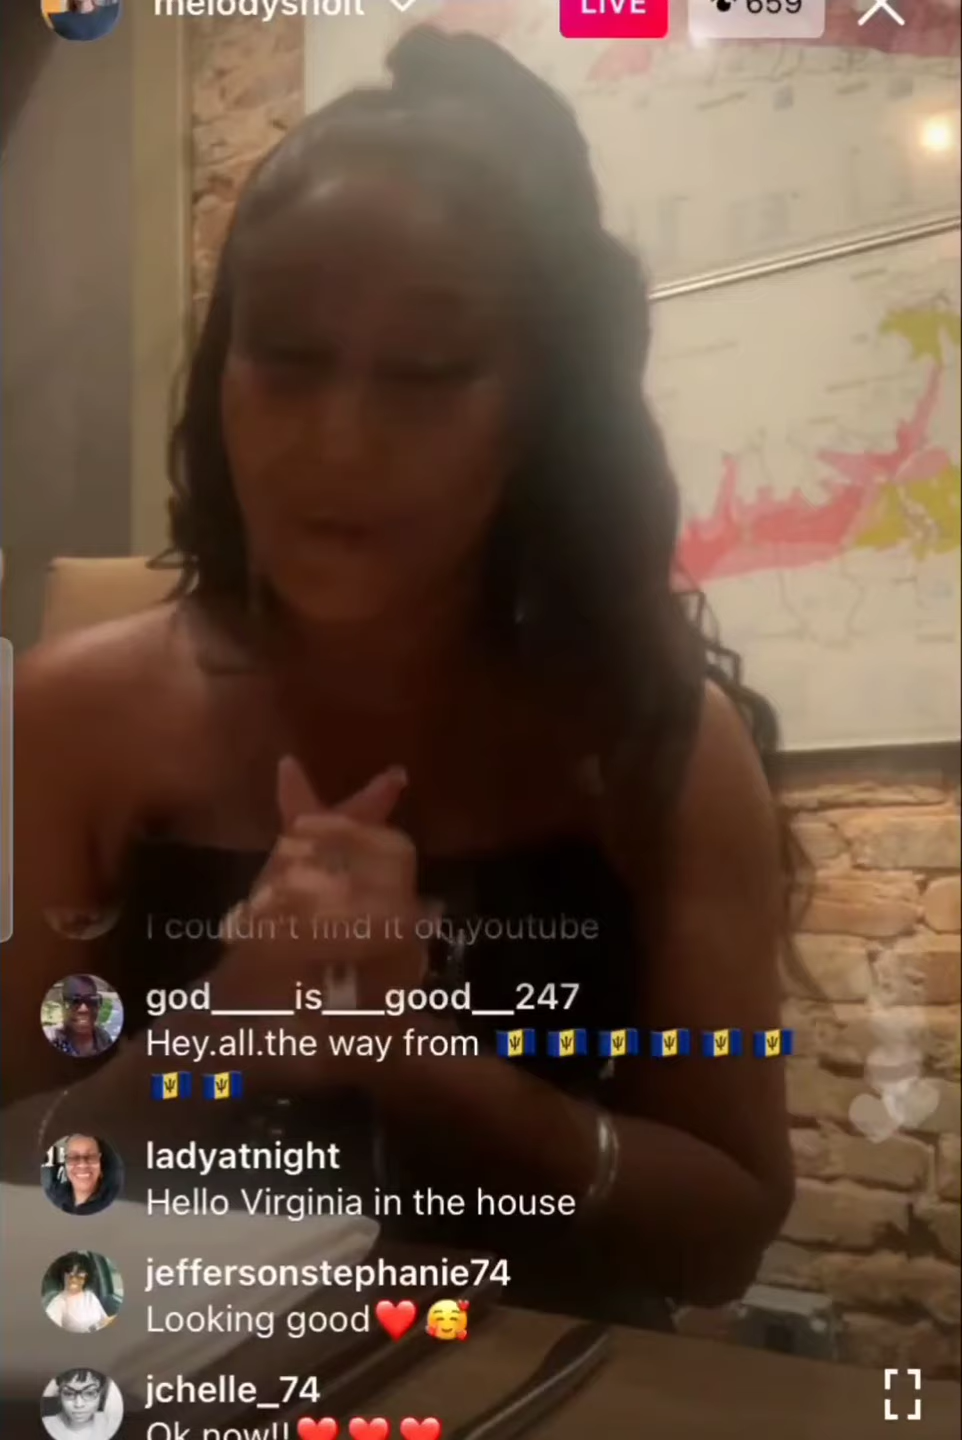 melodysholt
LIVE
659
I couldn't find it on youtube
god____is___good__247
Hey.all.the way from 🇧🇧 🇧🇧 🇧🇧 🇧🇧 🇧🇧 🇧🇧
🇧🇧 🇧🇧
ladyatnight
Hello Virginia in the house
jeffersonstephanie74
Looking good❤️🥰
jchelle_74
Ok now!!❤️❤️❤️